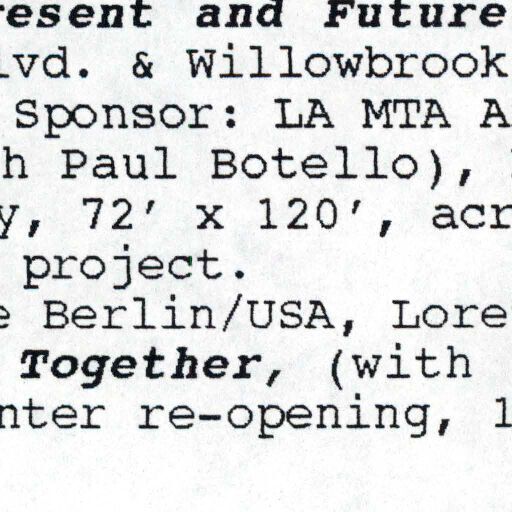 resent and Future
lvd. & Willowbrook
Sponsor: LA MTA A
h Paul Botello),
y, 72' x 120', acr
project.
e Berlin/USA, Lore
Together, (with
nter re-opening, 1